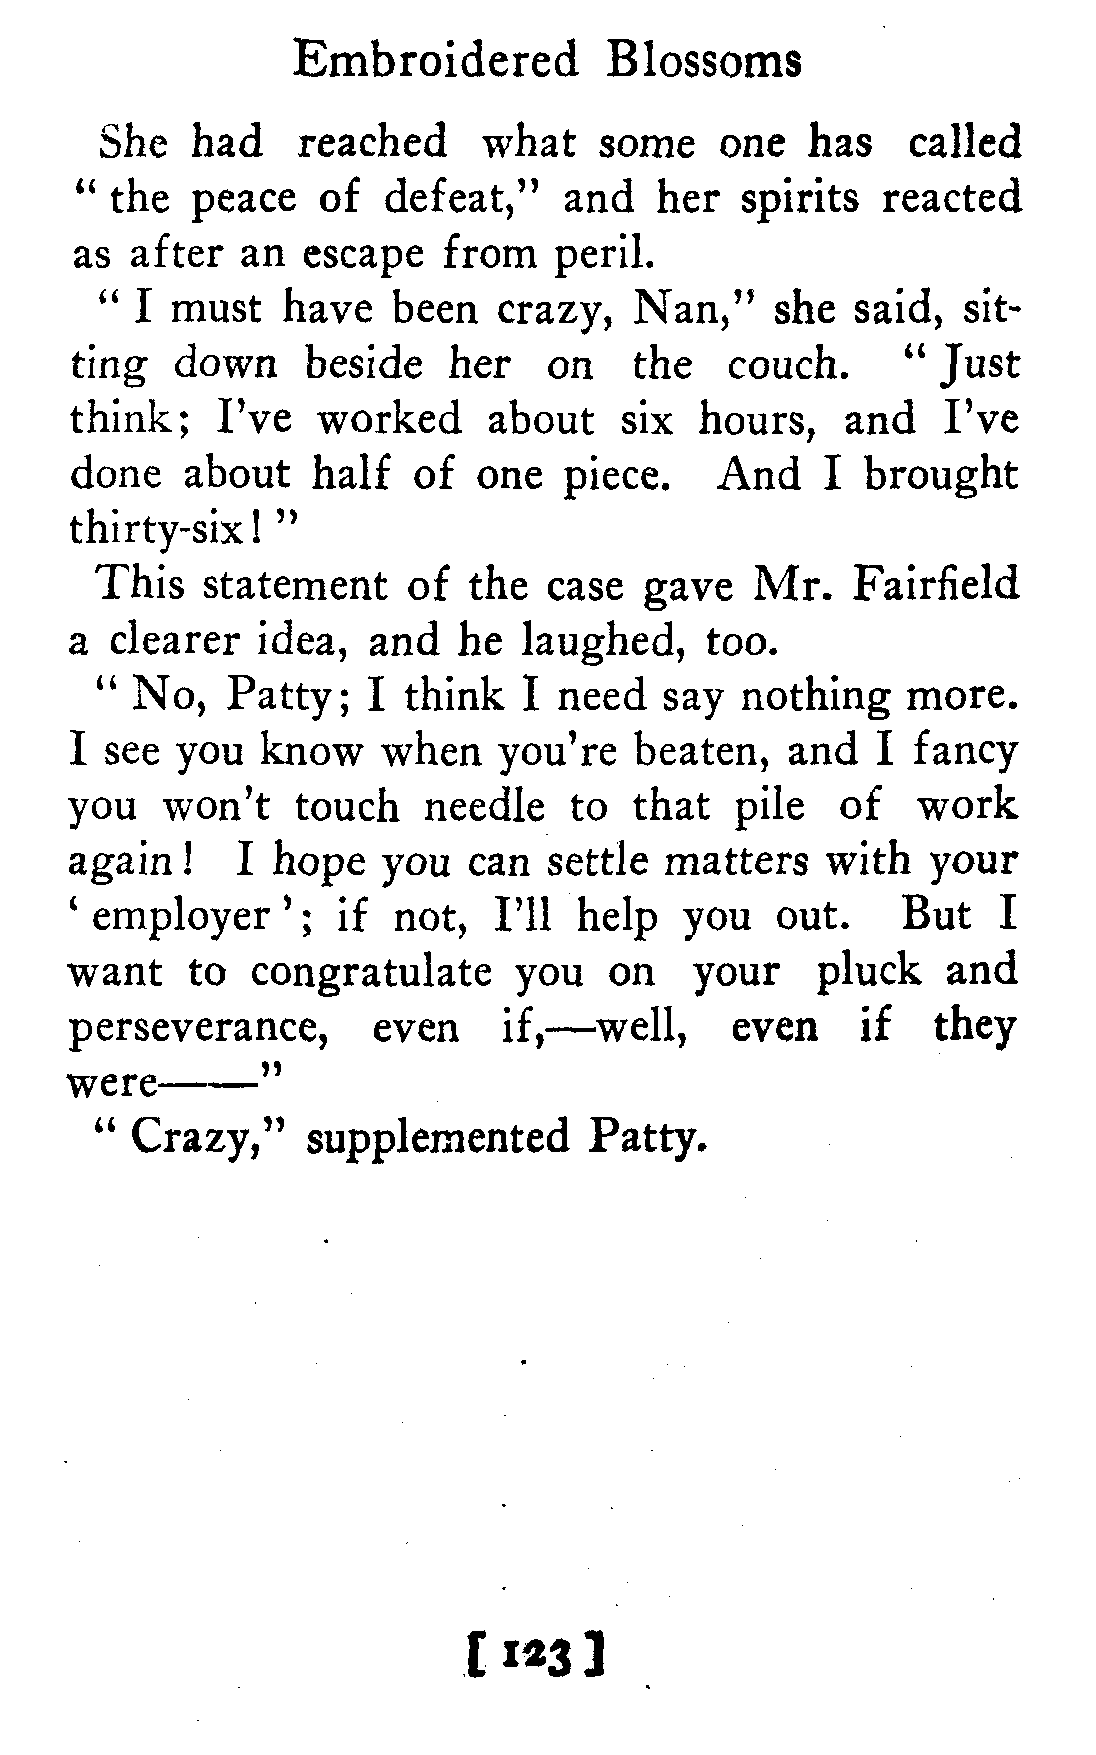 Embroidered Blossoms
She had reached what some one has called
“ the peace of defeat,” and her spirits reacted
as after an escape from peril.
“ I must have been crazy, Nan,” she said, sit-
ting down beside her on the couch. “ Just
think; I’ve worked about six hours, and I’ve
done about half of one piece. And I brought
thirty-six! ”
This statement of the case gave Mr. Fairfield
a clearer idea, and he laughed, too.
“ No, Patty; I think I need say nothing more.
I see you know when you’re beaten, and I fancy
you won’t touch needle to that pile of work
again! I hope you can settle matters with your
‘ employer ’; if not, I’ll help you out. But I
want to congratulate you on your pluck and
perseverance, even if,—well, even if they
were——”
“ Crazy,” supplemented Patty.
[ 123 ]